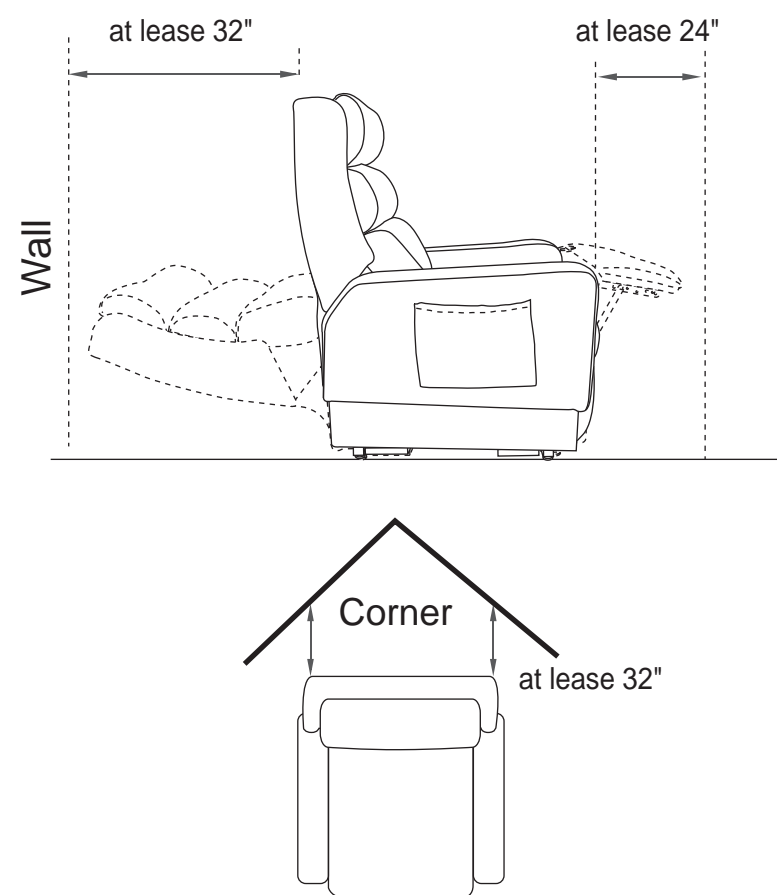 at lease 32"
at lease 24"
Wall
Corner
at lease 32"